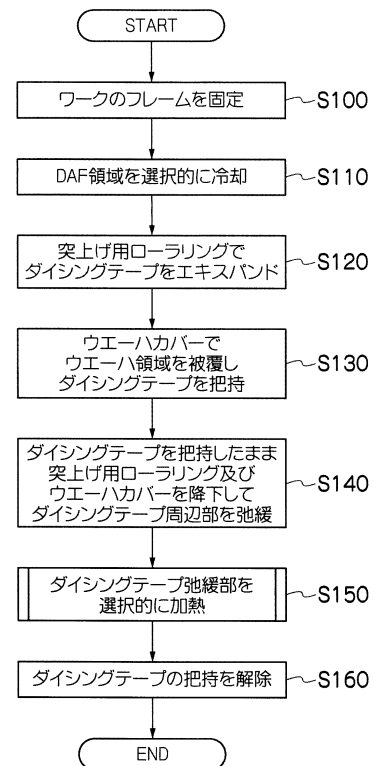 START
ワークのフレームを固定
S100
DAF領域を選択的に冷却
S110
突上げ用ローラリングで
ダイシングテープをエキスパンド
S120
ウエーハカバーで
ウエーハ領域を被覆し
ダイシングテープを把持
S130
ダイシングテープを把持したまま
突上げ用ローラリング及び
ウエーハカバーを降下して
ダイシングテープ周辺部を弛緩
S140
ダイシングテープ弛緩部を
選択的に加熱
S150
ダイシングテープの把持を解除
S160
END